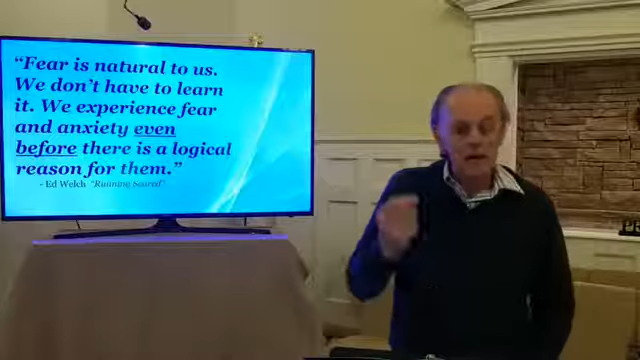 “Fear is natural to us.
We don’t have to learn
it. We experience fear
and anxiety even
before there is a logical
reason for them.”
- Ed Welch “Running Scared”